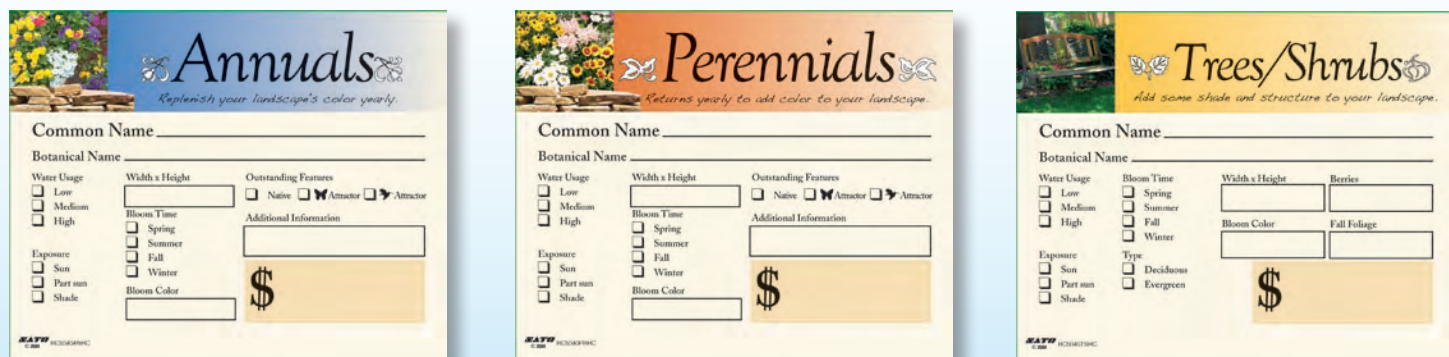 Annuals
Replenish your landscape's color yearly.
Common Name
Botanical Name
Water Usage
Low
Medium
High
Exposure
Sun
Part sun
Shade
Width x Height
Bloom Time
Spring
Summer
Fall
Winter
Bloom Color
Outstanding Features
Native
Attractor
Attractor
Additional Information
$
SATO
Perennials
Returns yearly to add color to your landscape.
Common Name
Botanical Name
Water Usage
Low
Medium
High
Exposure
Sun
Part sun
Shade
Width x Height
Bloom Time
Spring
Summer
Fall
Winter
Bloom Color
Outstanding Features
Native
Attractor
Attractor
Additional Information
$
SATO
Trees/Shrubs
Add some shade and structure to your landscape.
Common Name
Botanical Name
Water Usage
Low
Medium
High
Exposure
Sun
Part sun
Shade
Bloom Time
Spring
Summer
Fall
Winter
Type
Deciduous
Evergreen
Width x Height
Berries
Bloom Color
Fall Foliage
$
SATO